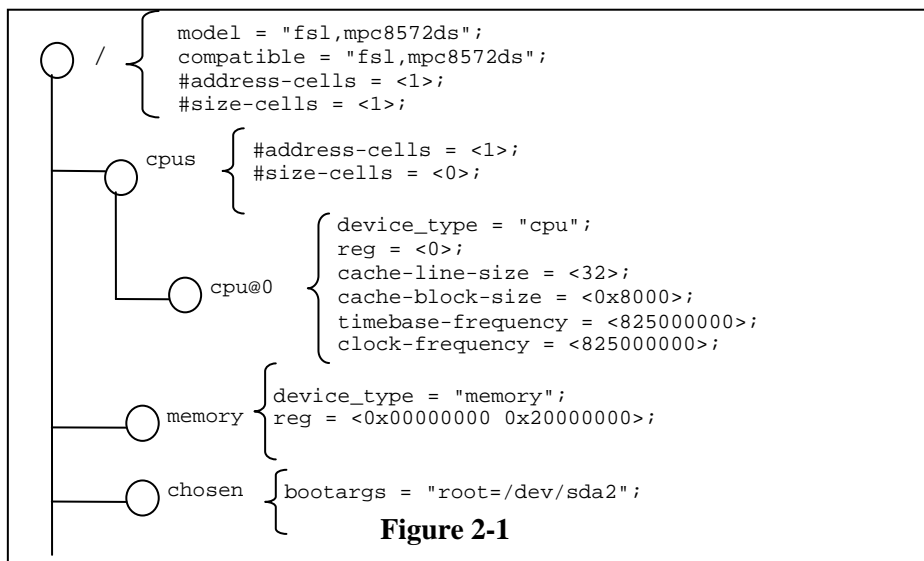 /
model = "fsl,mpc8572ds";
compatible = "fsl,mpc8572ds";
#address-cells = <1>;
#size-cells = <1>;
cpus
#address-cells = <1>;
#size-cells = <0>;
cpu@0
device_type = "cpu";
reg = <0>;
cache-line-size = <32>;
cache-block-size = <0x8000>;
timebase-frequency = <825000000>;
clock-frequency = <825000000>;
memory
device_type = "memory";
reg = <0x00000000 0x20000000>;
chosen
bootargs = "root=/dev/sda2";
Figure 2-1